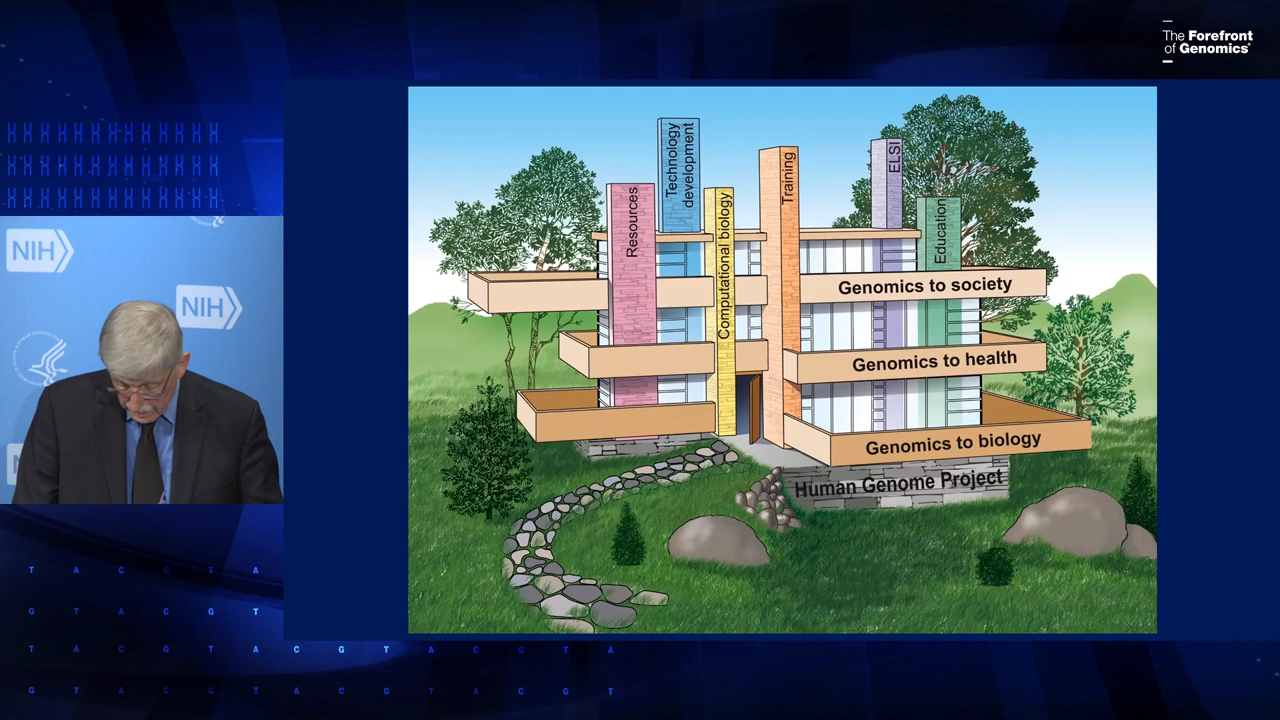 The Forefront
of Genomics®
NIH
NIH
Technology
development
Resources
Computational biology
Training
ELSI
Education
Genomics to society
Genomics to health
Genomics to biology
Human Genome Project
T A C G T A
G T A C G T
T A C G T A C G T A C G T A
G T A C G T A C G T A C G T